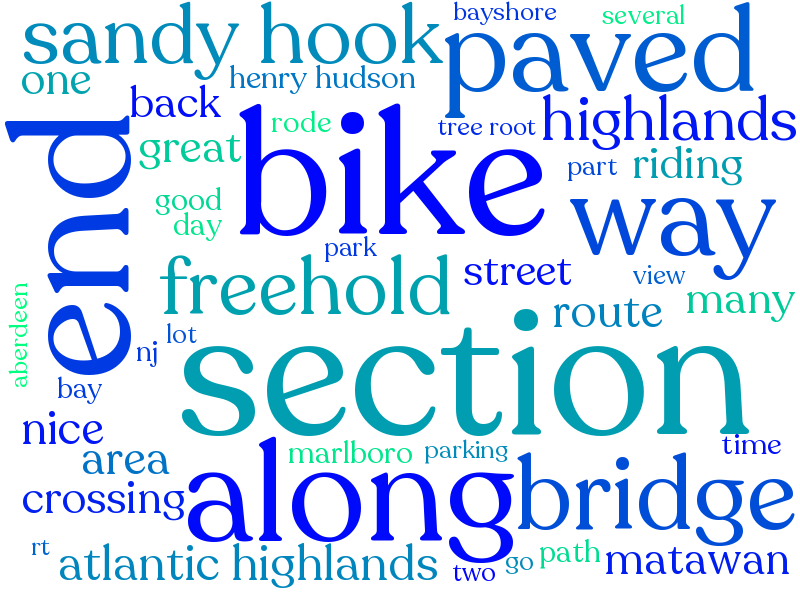 bayshore
several
sandy hook
paved
one
henry hudson
back
highlands
rode
tree root
great
bike
end
part
riding
good
way
day
park
freehold
street
view
aberdeen
many
route
lot
nj
section
bay
nice
time
area
marlboro
parking
along
bridge
crossing
rt
atlantic highlands
two
go
path
matawan